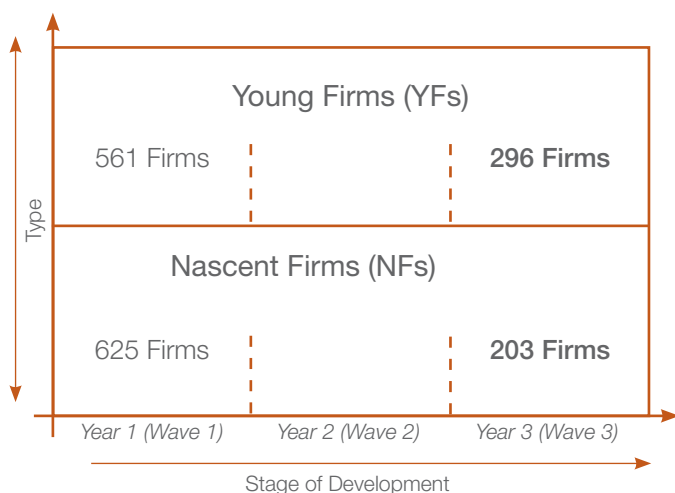 Young Firms (YFs)
561 Firms
296 Firms
Type
Nascent Firms (NFs)
625 Firms
203 Firms
Year 1 (Wave 1)
Year 2 (Wave 2)
Year 3 (Wave 3)
Stage of Development